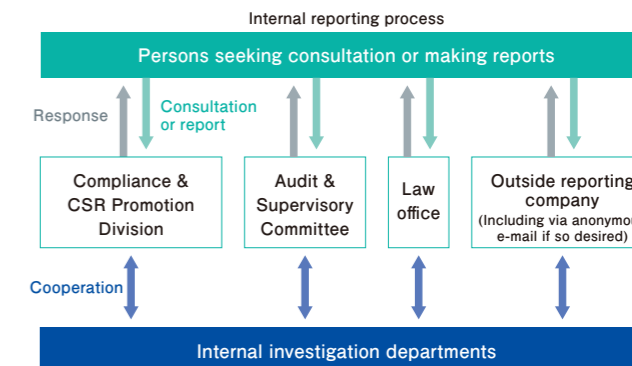 Internal reporting process
Persons seeking consultation or making reports
Response
Consultation
or report
Compliance &
CSR Promotion
Division
Audit &
Supervisory
Committee
Law
office
Outside reporting
company
(Including via
e-mail if so desired)
Cooperation
Internal investigation departments